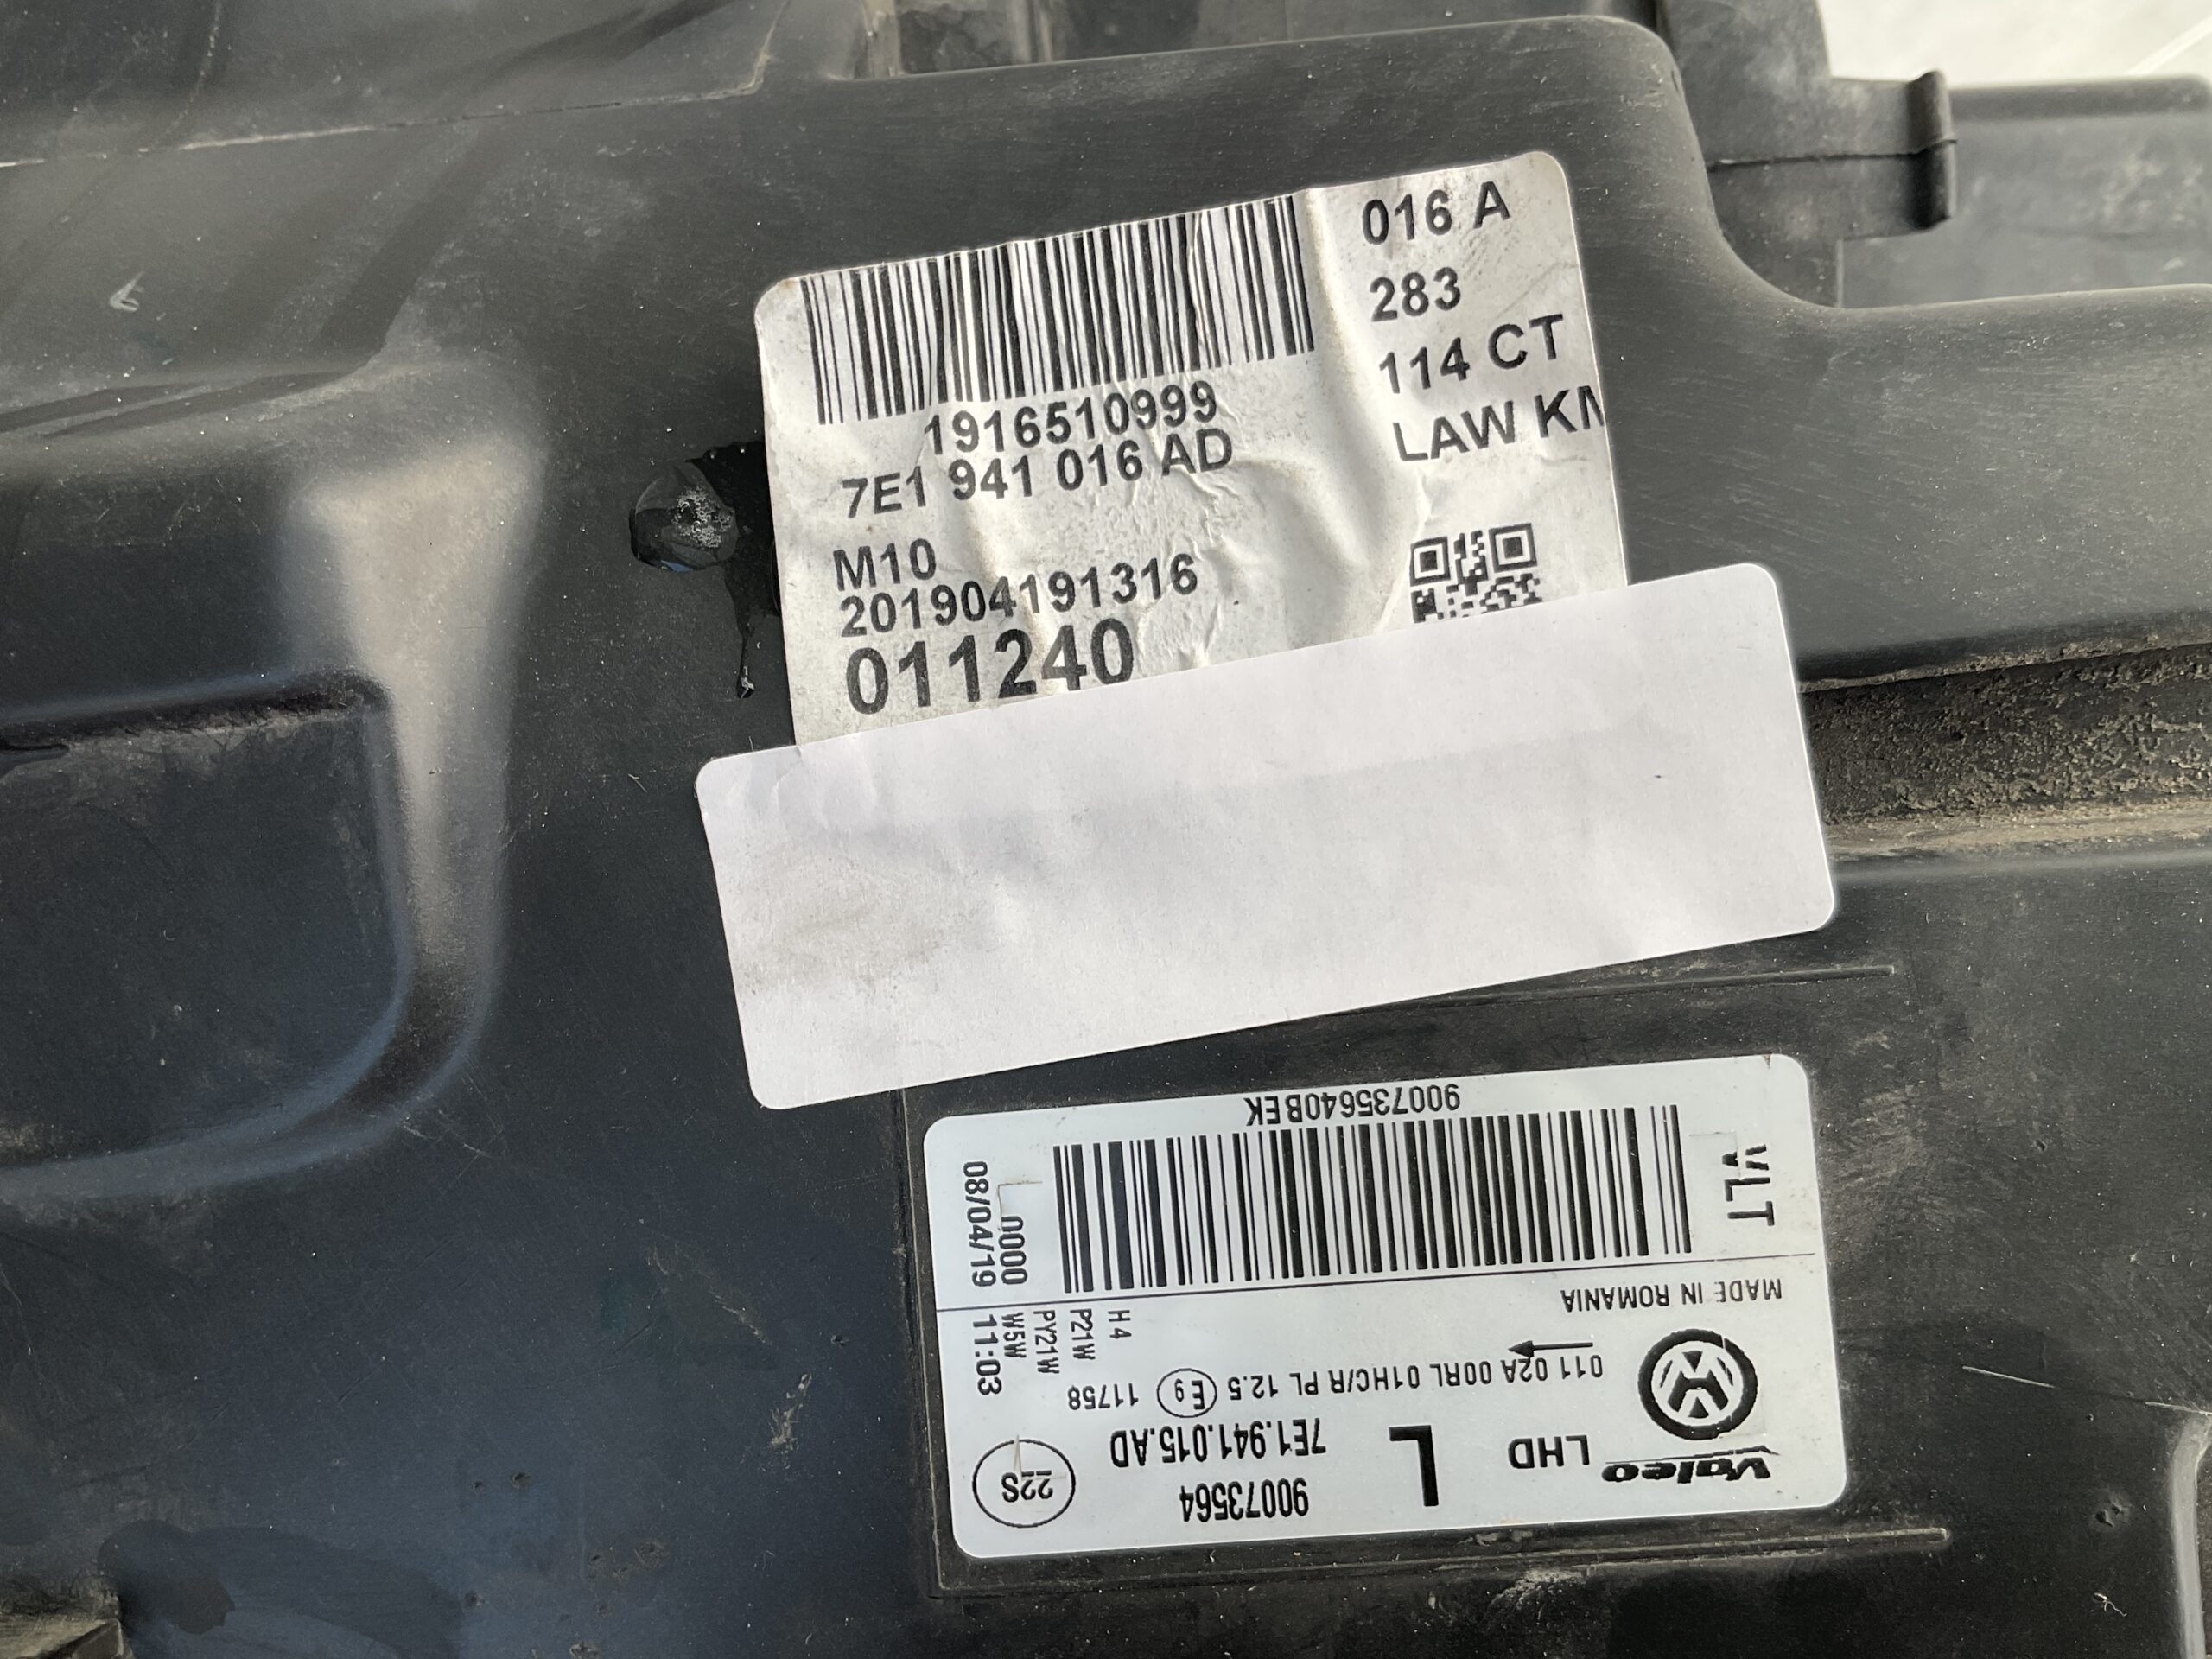 016 A
283
114 CT
LAW KM
1916510999
7E1 941 016 AD
M10
201904191316
011240
Valeo LHD L 90073564
7E1.941.015.AD
22S
011 02A 00RL 01HC/R PL 12.5 E9 11758
MADE IN ROMANIA
H4
P21W
PY21W
W5W
11:03
VLT
0000
08/04/19
900735640BEK